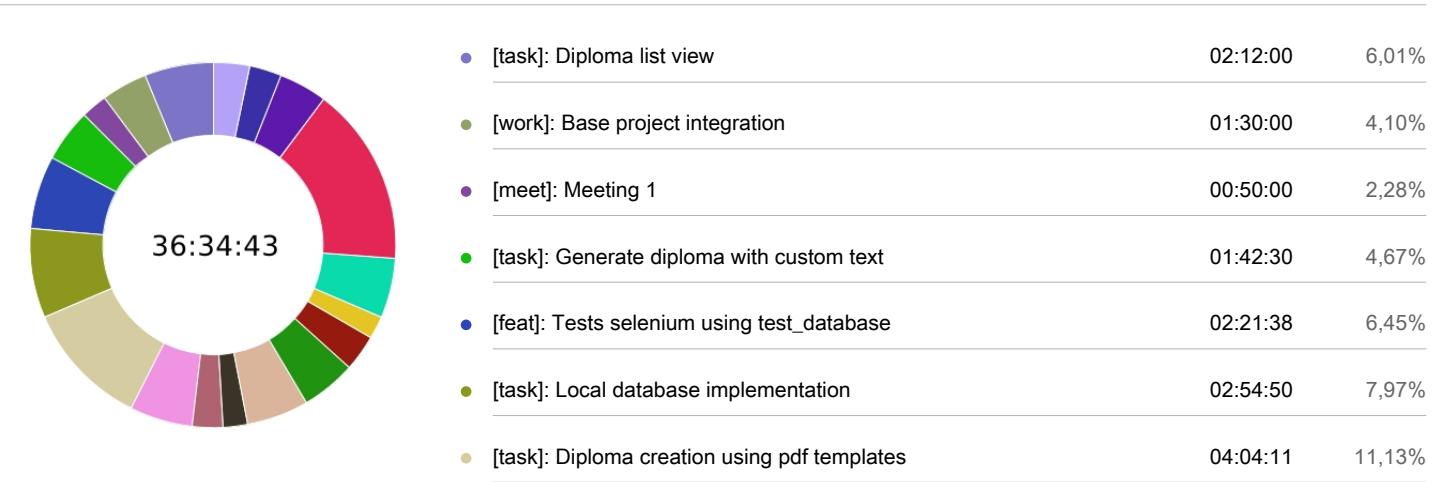 36:34:43
[task]: Diploma list view 02:12:00 6,01%
[work]: Base project integration 01:30:00 4,10%
[meet]: Meeting 1 00:50:00 2,28%
[task]: Generate diploma with custom text 01:42:30 4,67%
[feat]: Tests selenium using test_database 02:21:38 6,45%
[task]: Local database implementation 02:54:50 7,97%
[task]: Diploma creation using pdf templates 04:04:11 11,13%